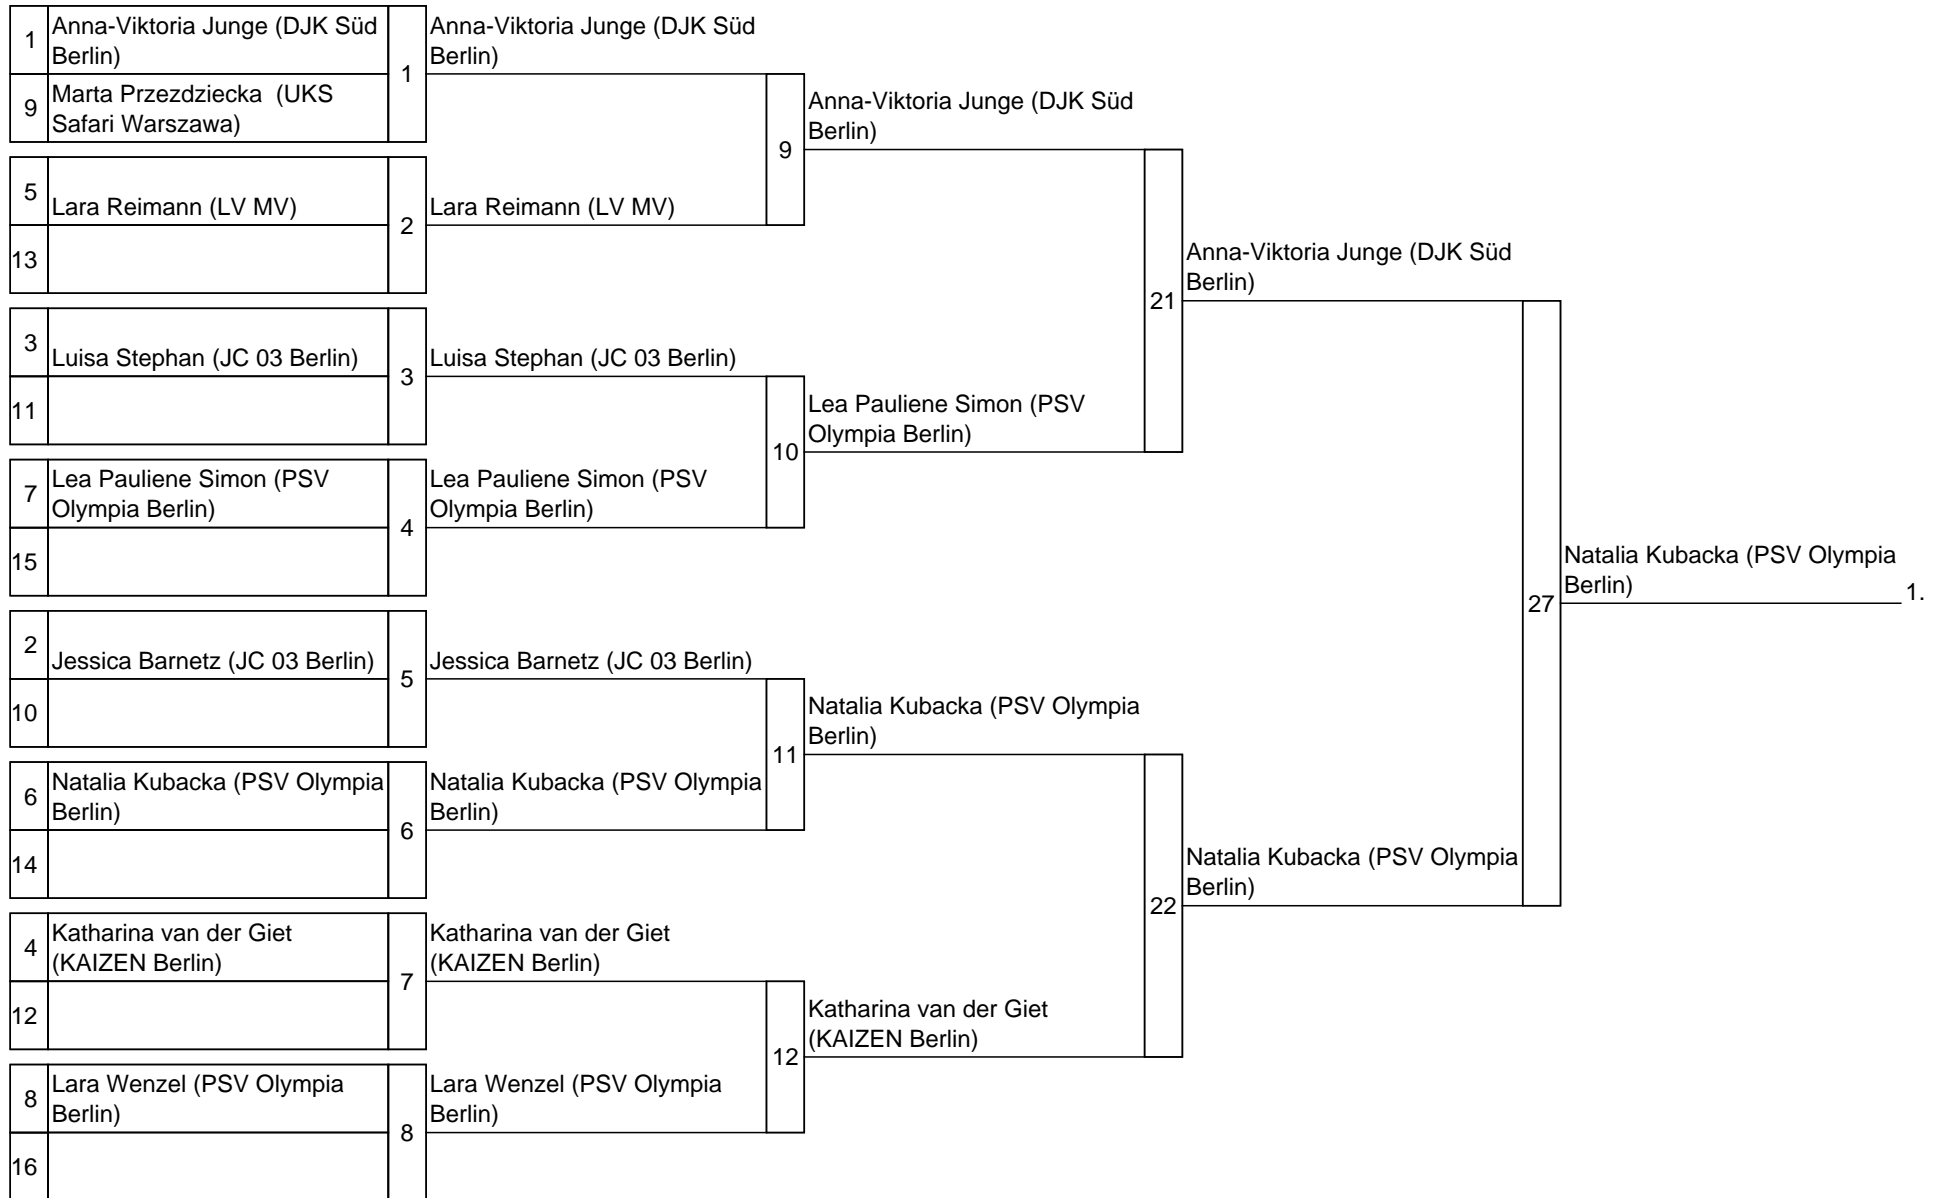 1
Anna-Viktoria Junge (DJK Süd
Berlin)
9
Marta Przezdziecka  (UKS
Safari Warszawa)
1
5
Lara Reimann (LV MV)
13
2
3
Luisa Stephan (JC 03 Berlin)
11
3
7
Lea Pauliene Simon (PSV
Olympia Berlin)
15
4
2
Jessica Barnetz (JC 03 Berlin)
10
5
6
Natalia Kubacka (PSV Olympia
Berlin)
14
6
4
Katharina van der Giet
(KAIZEN Berlin)
12
7
8
Lara Wenzel (PSV Olympia
Berlin)
16
8
Anna-Viktoria Junge (DJK Süd
Berlin)
Lara Reimann (LV MV)
9
Luisa Stephan (JC 03 Berlin)
Lea Pauliene Simon (PSV
Olympia Berlin)
10
Jessica Barnetz (JC 03 Berlin)
Natalia Kubacka (PSV Olympia
Berlin)
11
Katharina van der Giet
(KAIZEN Berlin)
Lara Wenzel (PSV Olympia
Berlin)
12
Anna-Viktoria Junge (DJK Süd
Berlin)
Lea Pauliene Simon (PSV
Olympia Berlin)
21
Natalia Kubacka (PSV Olympia
Berlin)
Katharina van der Giet
(KAIZEN Berlin)
22
Anna-Viktoria Junge (DJK Süd
Berlin)
Natalia Kubacka (PSV Olympia
Berlin)
27
Natalia Kubacka (PSV Olympia
Berlin)
1.